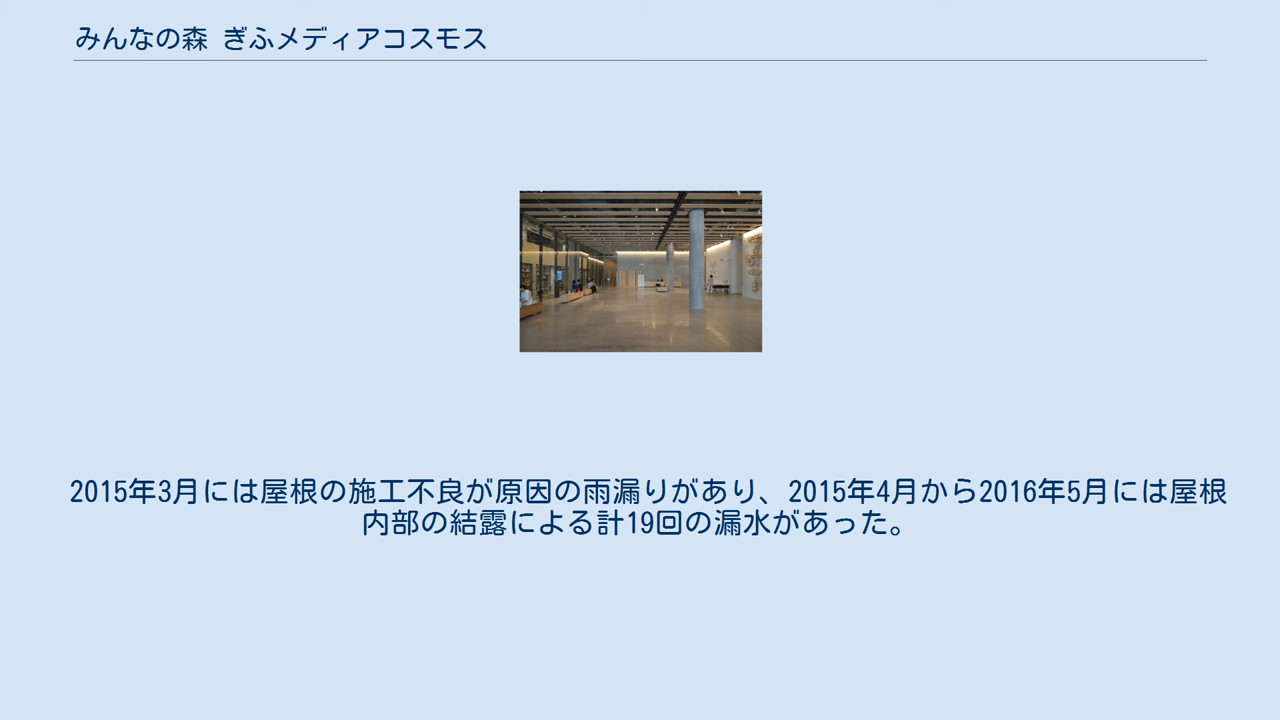 みんなの森 ぎふメディアコスモス
2015年3月には屋根の施工不良が原因の雨漏りがあり、2015年4月から2016年5月には屋根
内部の結露による計19回の漏水があった。